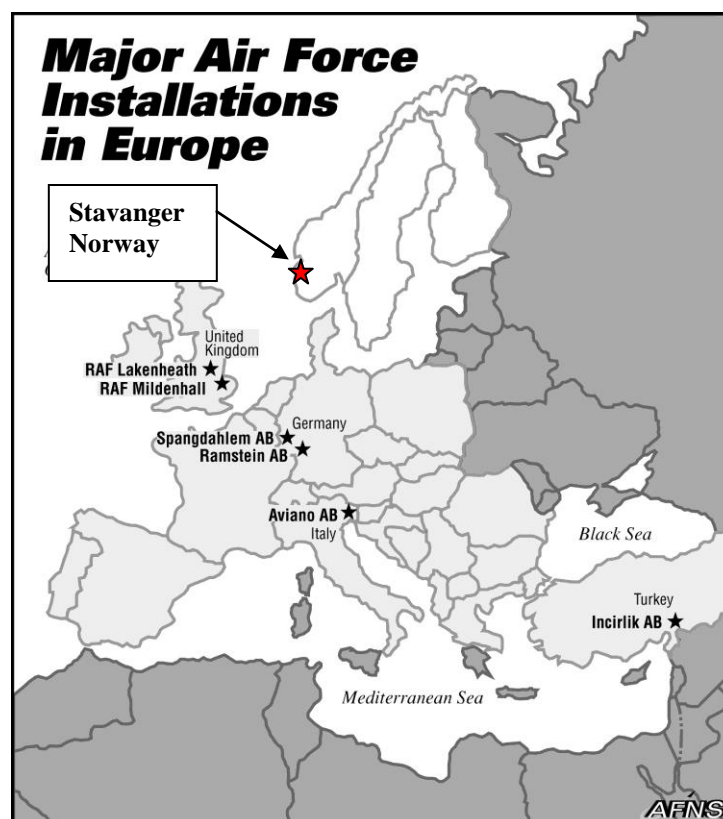 Major Air Force
Installations
in Europe
Stavanger
Norway
United
Kingdom
RAF Lakenheath
RAF Mildenhall
Germany
Spangdahlem AB
Ramstein AB
Aviano AB
Italy
Black Sea
Turkey
Incirlik AB
Mediterranean Sea
AFNS